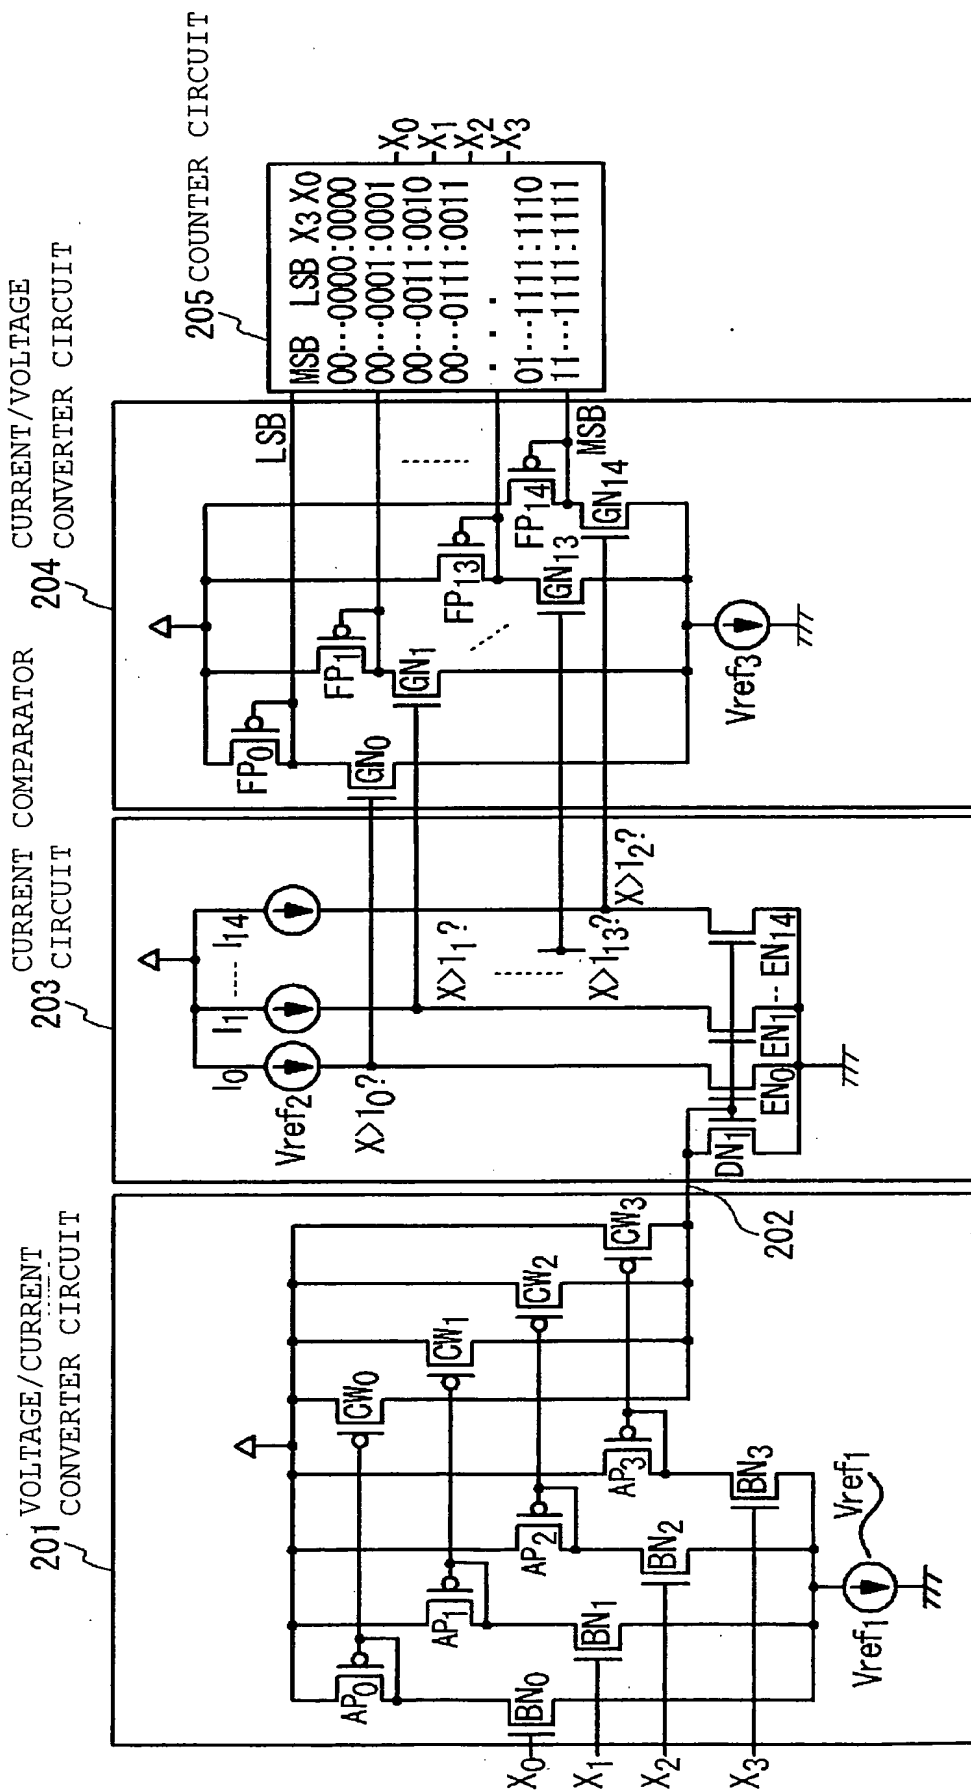 201 VOLTAGE/CURRENT
CONVERTER CIRCUIT
203 CURRENT COMPARATOR
CIRCUIT
204 CURRENT/VOLTAGE
CONVERTER CIRCUIT
205 COUNTER CIRCUIT
AP0
AP1
AP2
AP3
CW0
CW1
CW2
CW3
BN0
BN1
BN2
BN3
X0
X1
X2
X3
Vref1
Vref1
202
I0
I1
I14
Vref2
X>I0?
X>I1?
X>I13?
X>I2?
DN1
EN0
EN1
EN14
FP0
FP1
FP13
FP14
GN0
GN1
GN13
GN14
Vref3
LSB
MSB
MSB LSB X3 X0
00···0000:0000
00···0001:0001
00···0011:0010
00···0111:0011
· · ·
01···1111:1110
11···1111:1111
X0
X1
X2
X3